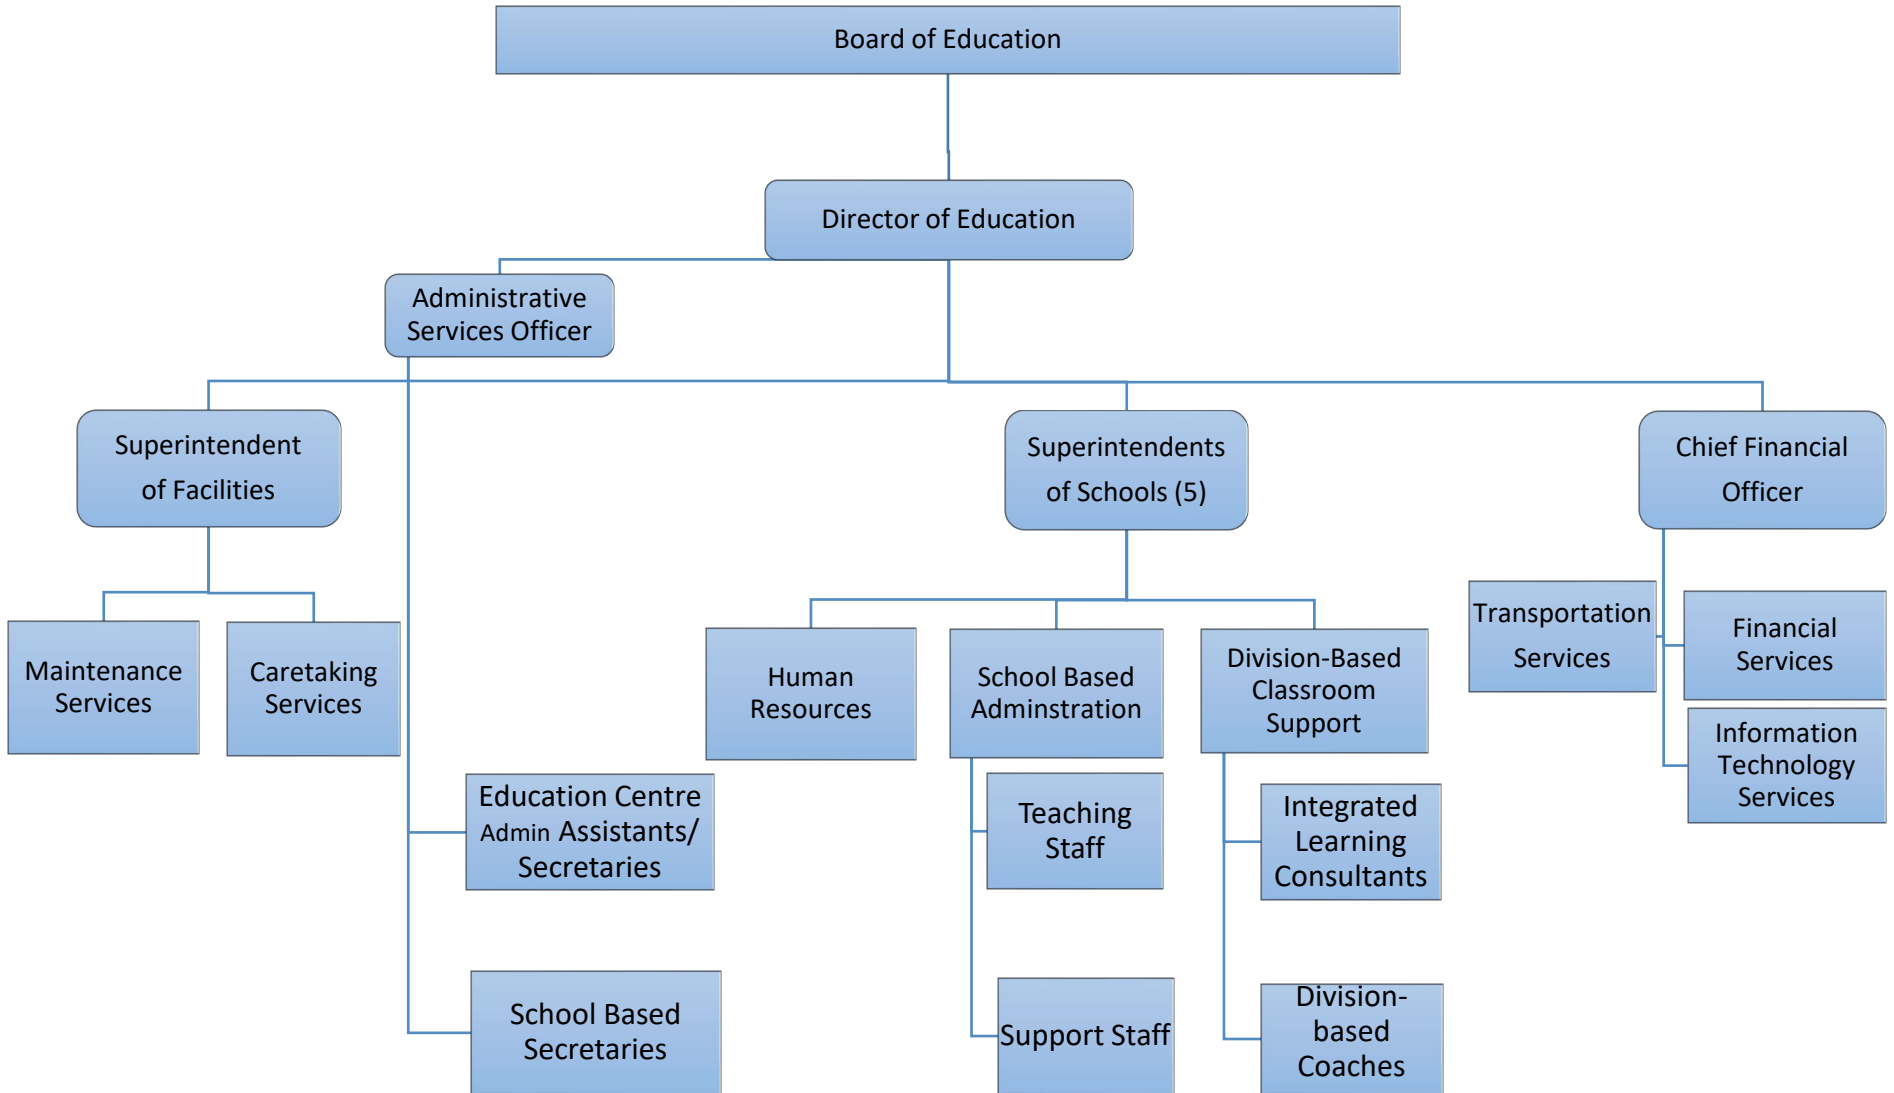 Board of Education
Director of Education
Administrative
Services Officer
Superintendent
of Facilities
Superintendents
of Schools (5)
Chief Financial
Officer
Maintenance
Services
Caretaking
Services
Human
Resources
School Based
Adminstration
Division-Based
Classroom
Support
Transportation
Services
Financial
Services
Information
Technology
Services
Education Centre
Admin Assistants/
Secretaries
Teaching
Staff
Integrated
Learning
Consultants
School Based
Secretaries
Support Staff
Division-
based
Coaches